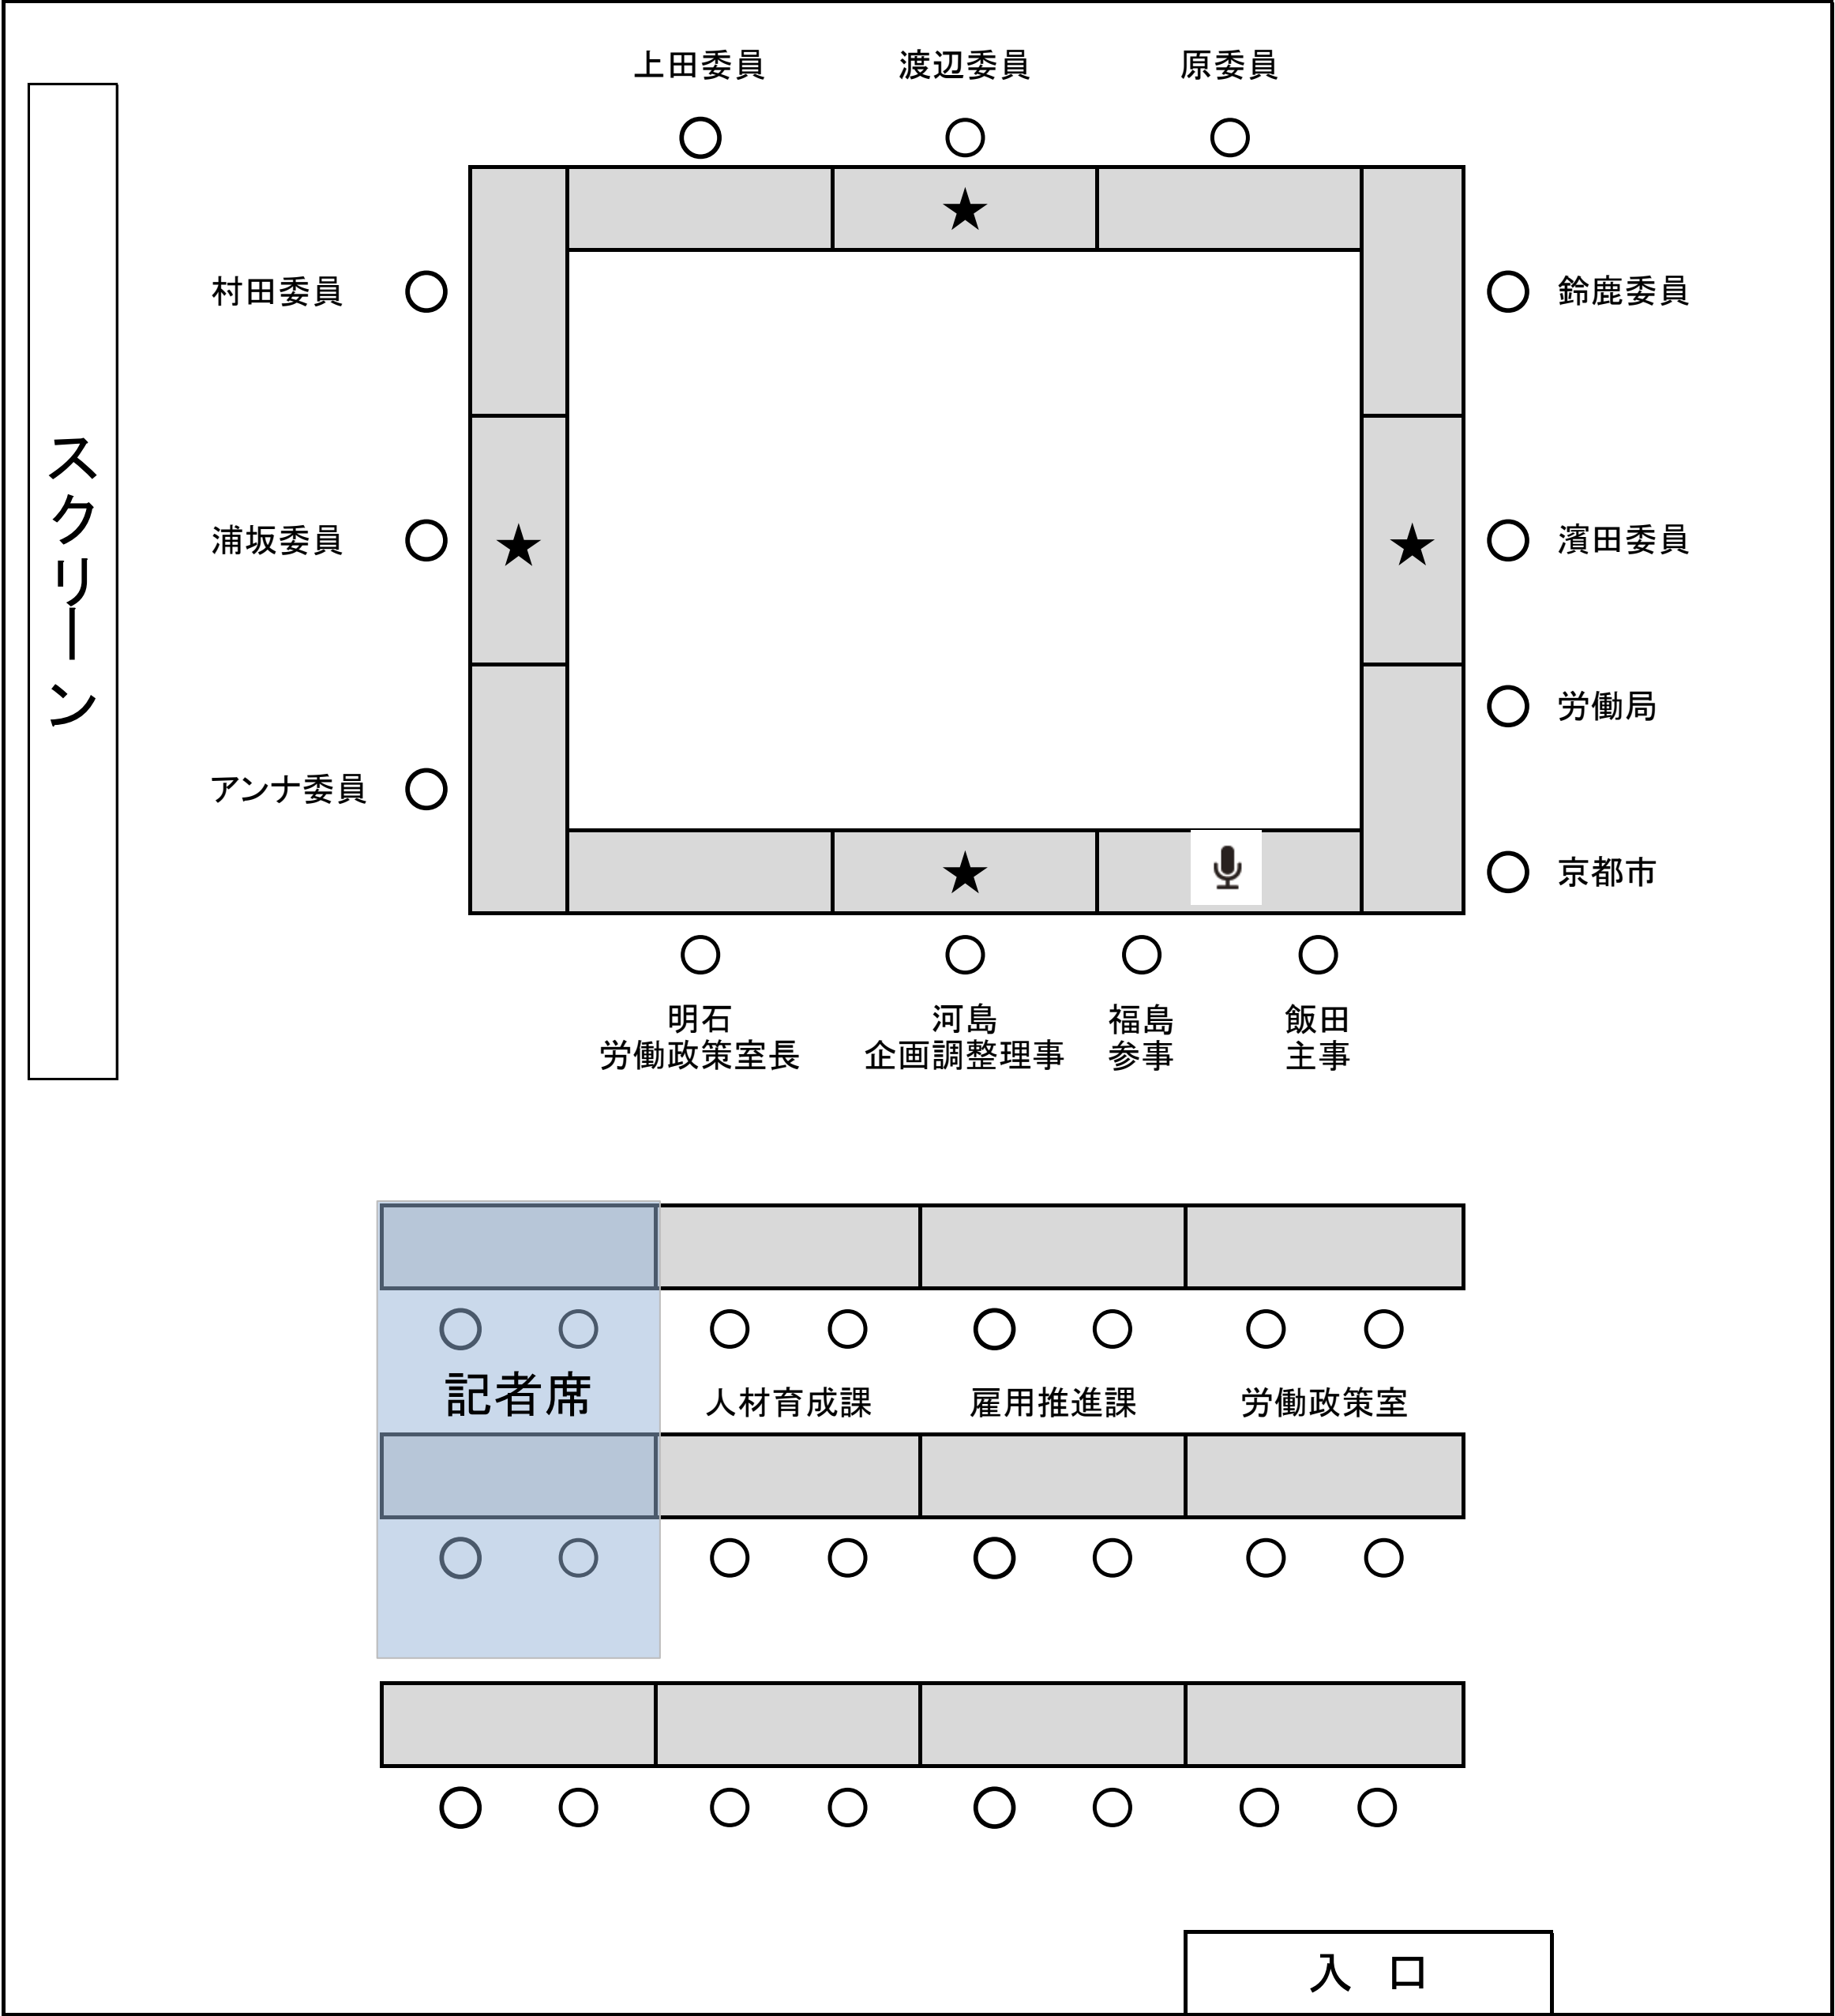 上田委員
渡辺委員
原委員
村田委員
鈴鹿委員
スクリーン
浦坂委員
濱田委員
労働局
アンナ委員
京都市
明石
労働政策室長
河島
企画調整理事
福島
参事
飯田
主事
記者席
人材育成課
雇用推進課
労働政策室
入　口